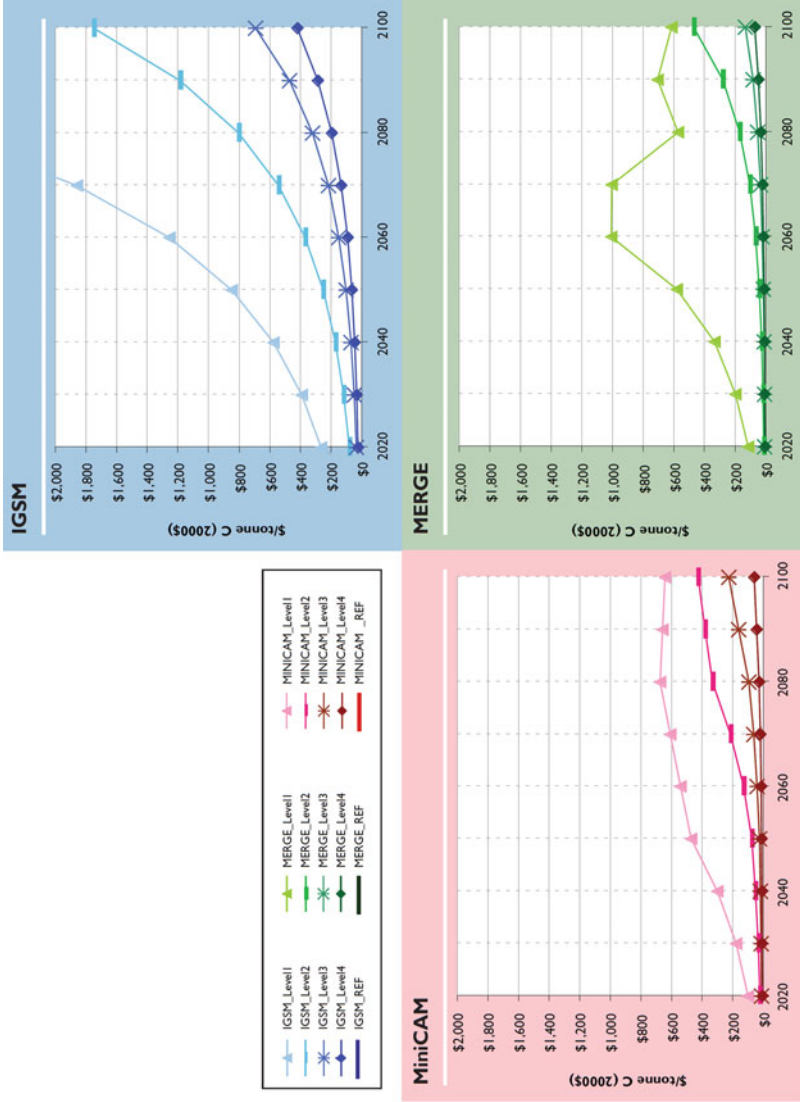 IGSM
$2,000
$1,800
$1,600
$1,400
$1,200
$1,000
$800
$600
$400
$200
$0
$/tonne C (2000$)
2020
2040
2060
2080
2100
IGSM_Level1
IGSM_Level2
IGSM_Level3
IGSM_Level4
IGSM_REF
MERGE_Level1
MERGE_Level2
MERGE_Level3
MERGE_Level4
MERGE_REF
MINICAM_Level1
MINICAM_Level2
MINICAM_Level3
MINICAM_Level4
MINICAM _REF
MERGE
$2,000
$1,800
$1,600
$1,400
$1,200
$1,000
$800
$600
$400
$200
$0
$/tonne C (2000$)
2020
2040
2060
2080
2100
MiniCAM
$2,000
$1,800
$1,600
$1,400
$1,200
$1,000
$800
$600
$400
$200
$0
$/tonne C (2000$)
2020
2040
2060
2080
2100